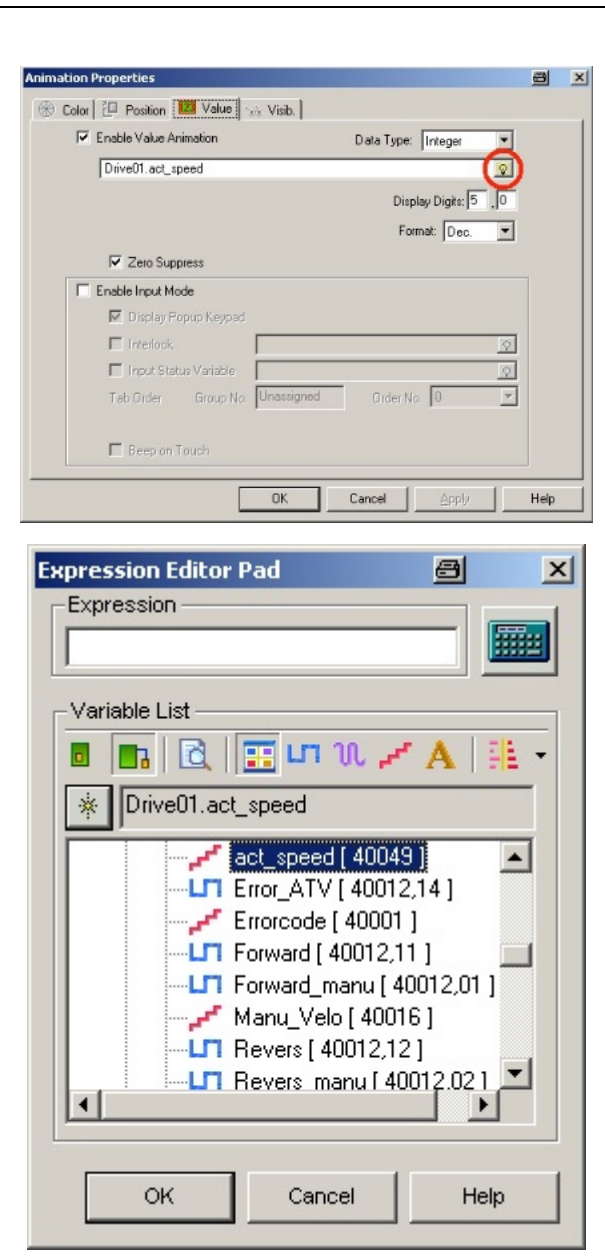 Animation Properties
Color Position Value Visib.
Enable Value Animation Data Type: Integer
Drive01.act_speed
Display Digits: 5 . 0
Format: Dec.
Zero Suppress
Enable Input Mode
Display Popup Keypad
Interlock
Input Status Variable
Tab Order Group No Unassigned Order No 0
Beep on Touch
OK Cancel Apply Help
Expression Editor Pad
Expression
Variable List
A
Drive01.act_speed
act_speed [ 40049 ]
Error_ATV [ 40012,14 ]
Errorcode [ 40001 ]
Forward [ 40012,11 ]
Forward_manu [ 40012,01 ]
Manu_Velo [ 40016 ]
Revers [ 40012,12 ]
Revers_manu [ 40012,02 ]
OK Cancel Help